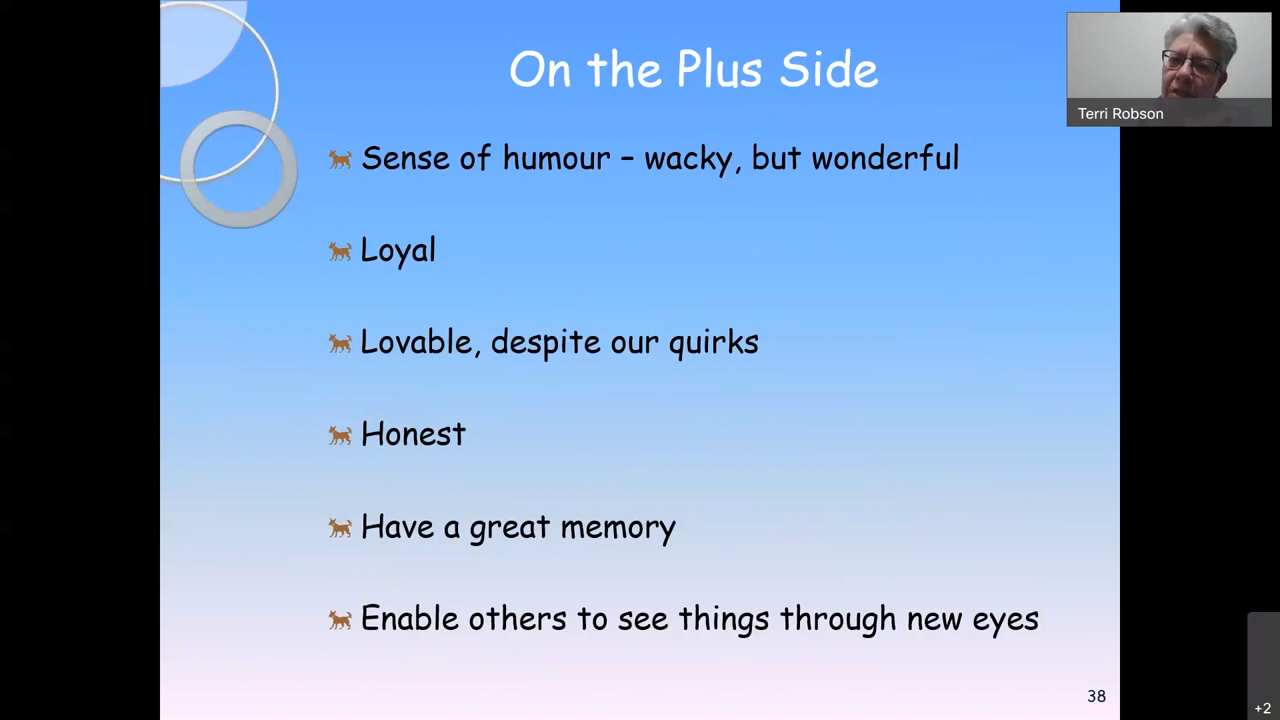 On the Plus Side
Terri Robson
Sense of humour – wacky, but wonderful
Loyal
Lovable, despite our quirks
Honest
Have a great memory
Enable others to see things through new eyes
38
+2